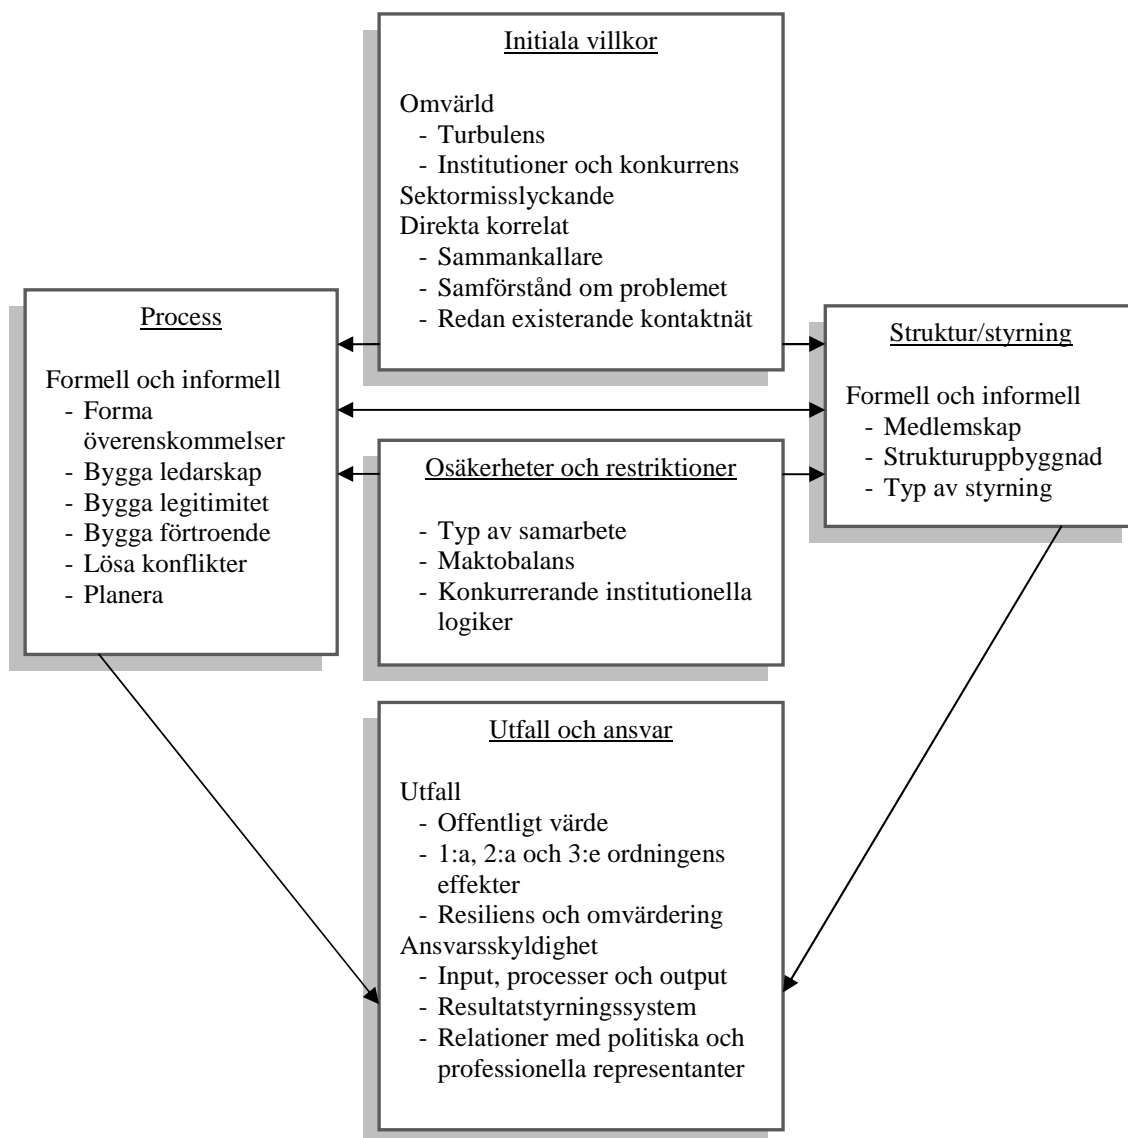 Initiala villkor
Omvärld
- Turbulens
- Institutioner och konkurrens
Sektormisslyckande
Direkta korrelat
- Sammankallare
- Samförstånd om problemet
- Redan existerande kontaktnät
Process
Formell och informell
- Forma
överenskommelser
- Bygga ledarskap
- Bygga legitimitet
- Bygga förtroende
- Lösa konflikter
- Planera
Struktur/styrning
Formell och informell
- Medlemskap
- Strukturuppbyggnad
- Typ av styrning
Osäkerheter och restriktioner
- Typ av samarbete
- Maktobalans
- Konkurrerande institutionella
logiker
Utfall och ansvar
Utfall
- Offentligt värde
- 1:a, 2:a och 3:e ordningens
effekter
- Resiliens och omvärdering
Ansvarsskyldighet
- Input, processer och output
- Resultatstyrningssystem
- Relationer med politiska och
professionella representanter